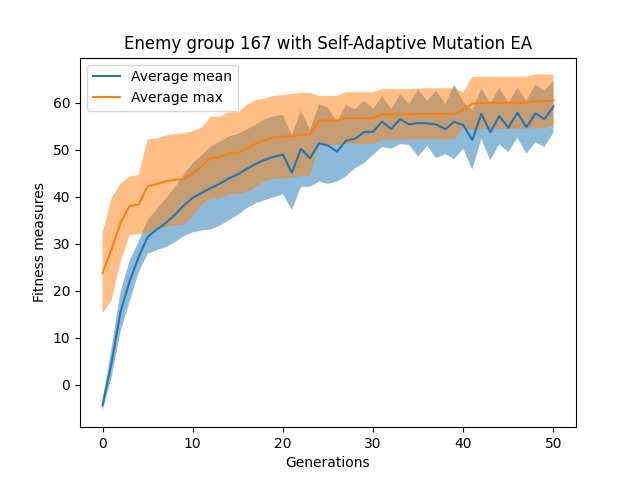 Enemy group 167 with Self-Adaptive Mutation EA
Average mean
Average max
Fitness measures
60
50
40
30
20
10
0
0 10 20 30 40 50
Generations